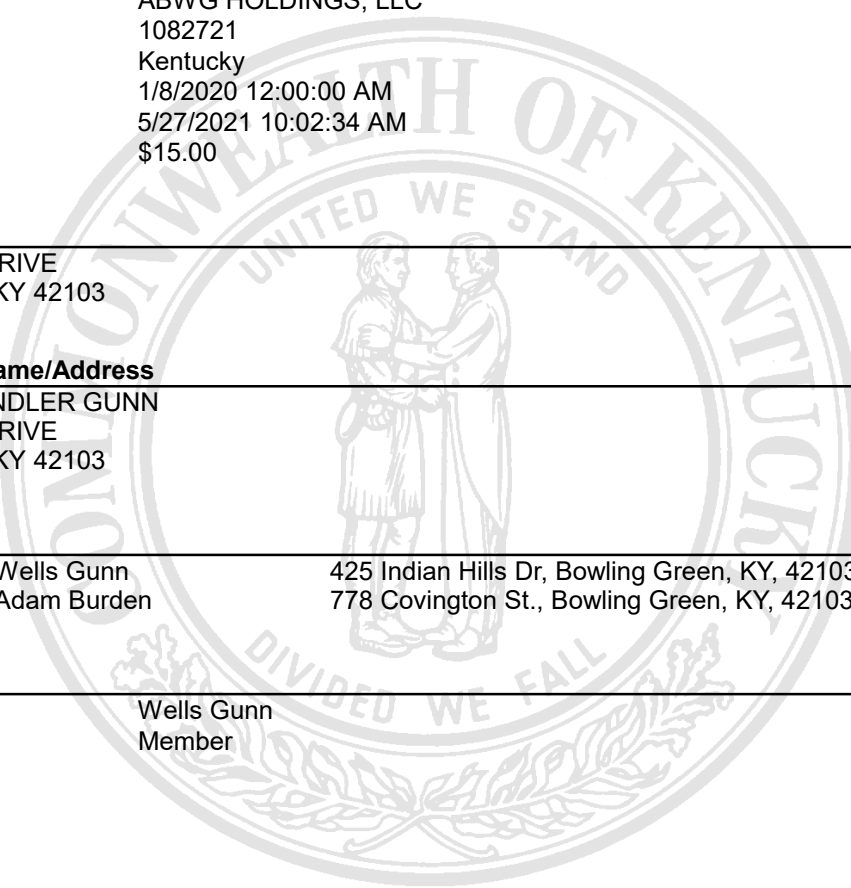 ABWG HOLDINGS, LLC
1082721
Kentucky
1/8/2020 12:00:00 AM
5/27/2021 10:02:34 AM
$15.00
RIVE
KY 42103
ame/Address
NDLER GUNN
RIVE
KY 42103
Wells Gunn 425 Indian Hills Dr, Bowling Green, KY, 42103
Adam Burden 778 Covington St., Bowling Green, KY, 42103
Wells Gunn
Member
COMMONWEALTH OF KENTUCKY
UNITED WE STAND
DIVIDED WE FALL